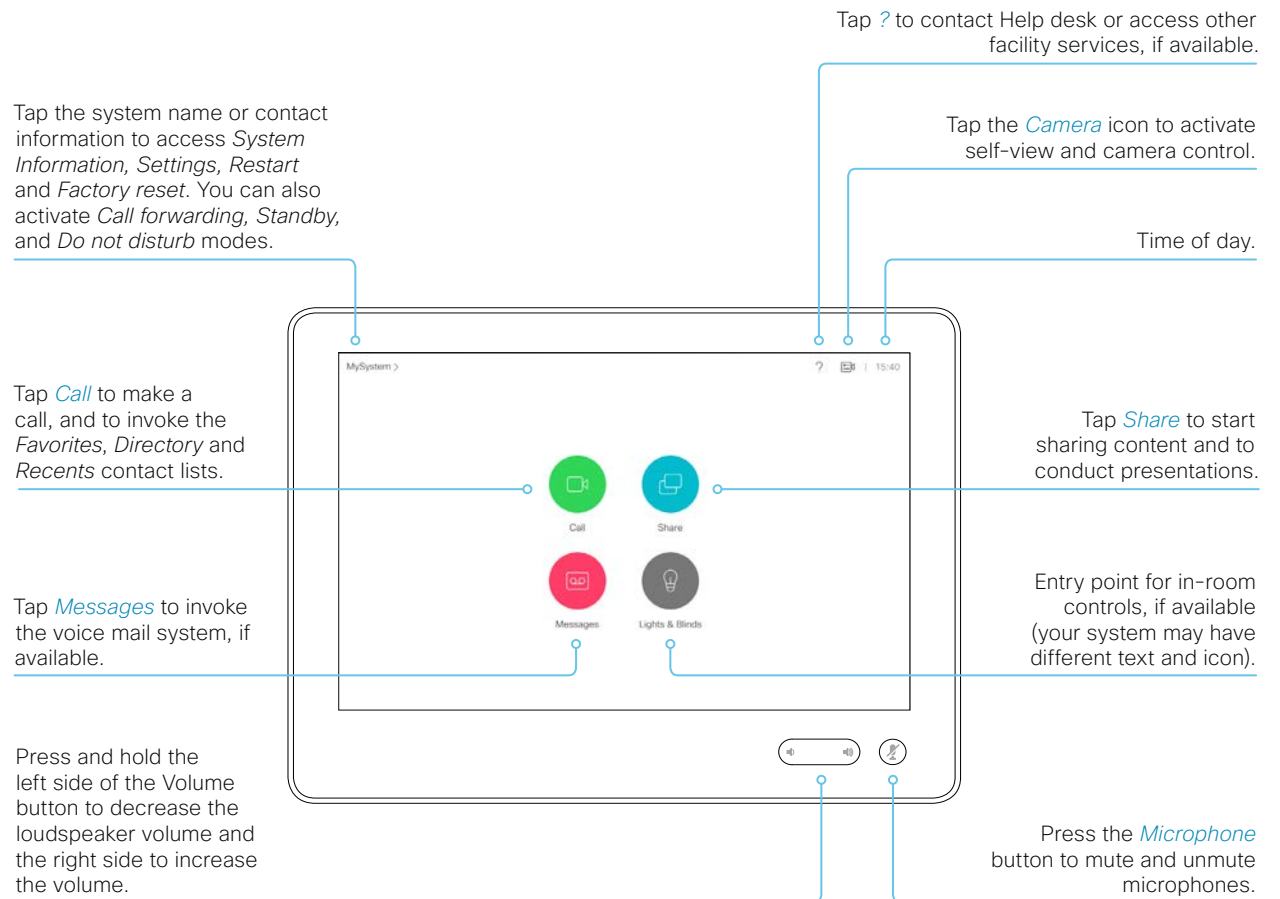 Tap ? to contact Help desk or access other
facility services, if available.
Tap the system name or contact
information to access System
Information, Settings, Restart
and Factory reset. You can also
activate Call forwarding, Standby,
and Do not disturb modes.
Tap the Camera icon to activate
self-view and camera control.
Time of day.
MySystem >
? | 15:40
Tap Call to make a
call, and to invoke the
Favorites, Directory and
Recents contact lists.
Tap Share to start
sharing content and to
conduct presentations.
Call
Share
Messages
Lights & Blinds
Tap Messages to invoke
the voice mail system, if
available.
Entry point for in-room
controls, if available
(your system may have
different text and icon).
Press and hold the
left side of the Volume
button to decrease the
loudspeaker volume and
the right side to increase
the volume.
Press the Microphone
button to mute and unmute
microphones.